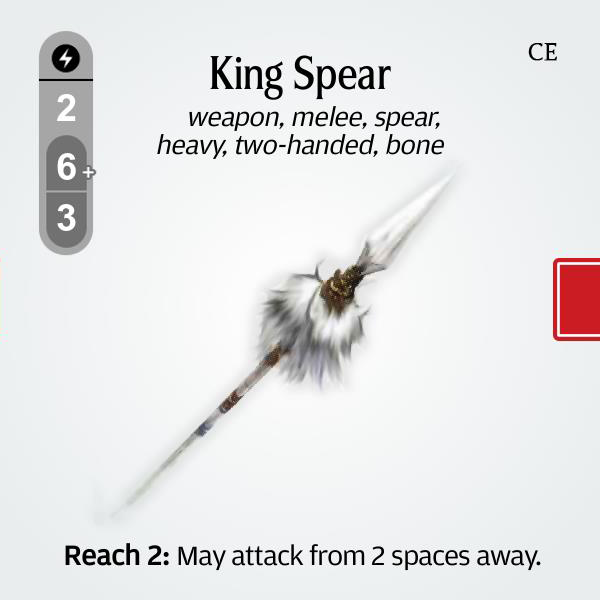 CE
King Spear
weapon, melee, spear,
heavy, two-handed, bone
2
6+
3
Reach 2: May attack from 2 spaces away.